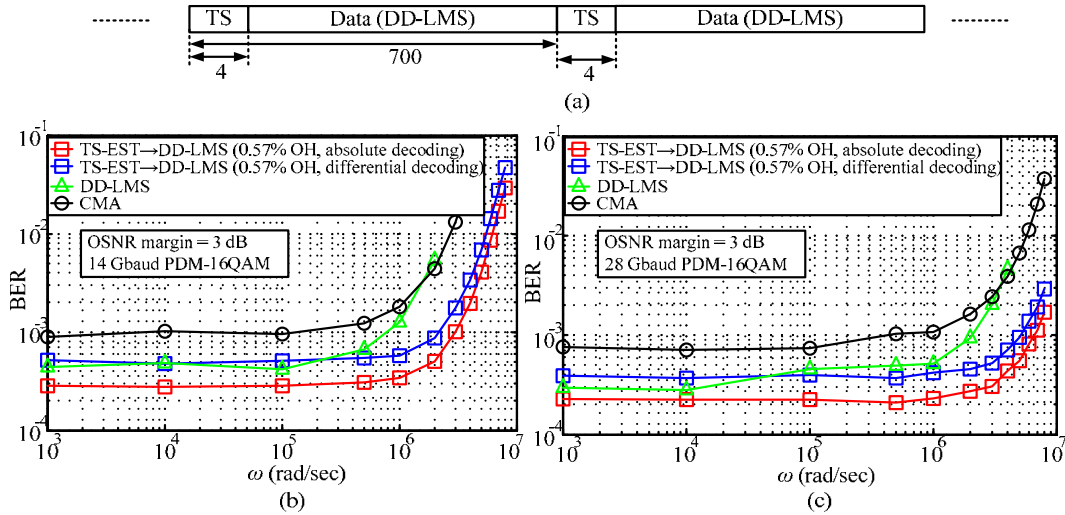 TS Data (DD-LMS) TS Data (DD-LMS)
700
4 4
(a)
10^-1
TS-EST→DD-LMS (0.57% OH, absolute decoding)
TS-EST→DD-LMS (0.57% OH, differential decoding)
DD-LMS
CMA
10^-2
OSNR margin = 3 dB
14 Gbaud PDM-16QAM
BER
10^-3
10^-4
10^3 10^4 10^5 10^6 10^7
ω (rad/sec)
(b)
10^-1
TS-EST→DD-LMS (0.57% OH, absolute decoding)
TS-EST→DD-LMS (0.57% OH, differential decoding)
DD-LMS
CMA
10^-2
OSNR margin = 3 dB
28 Gbaud PDM-16QAM
BER
10^-3
10^-4
10^3 10^4 10^5 10^6 10^7
ω (rad/sec)
(c)